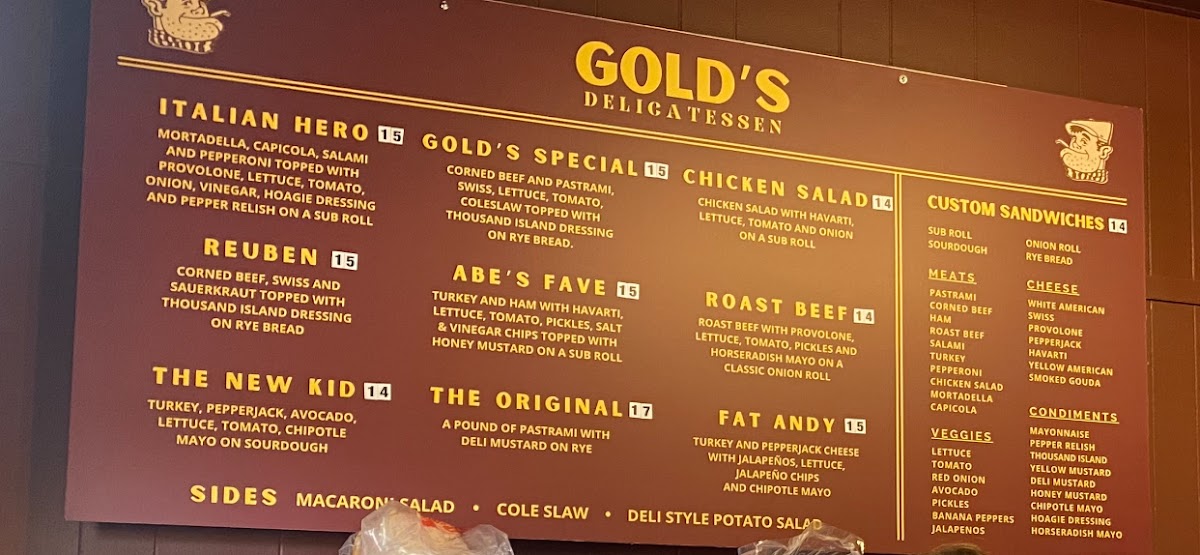 GOLD'S
DELICATESSEN
ITALIAN HERO 15
MORTADELLA, CAPICOLA, SALAMI
AND PEPPERONI TOPPED WITH
PROVOLONE, LETTUCE, TOMATO,
ONION, VINEGAR, HOAGIE DRESSING
AND PEPPER RELISH ON A SUB ROLL
REUBEN 15
CORNED BEEF, SWISS AND
SAUERKRAUT TOPPED WITH
THOUSAND ISLAND DRESSING
ON RYE BREAD
THE NEW KID 14
TURKEY, PEPPERJACK, AVOCADO,
LETTUCE, TOMATO, CHIPOTLE
MAYO ON SOURDOUGH
GOLD'S SPECIAL 15
CORNED BEEF AND PASTRAMI,
SWISS, LETTUCE, TOMATO,
COLESLAW TOPPED WITH
THOUSAND ISLAND DRESSING
ON RYE BREAD.
ABE'S FAVE 15
TURKEY AND HAM WITH HAVARTI,
LETTUCE, TOMATO, PICKLES, SALT
& VINEGAR CHIPS TOPPED WITH
HONEY MUSTARD ON A SUB ROLL
THE ORIGINAL 17
A POUND OF PASTRAMI WITH
DELI MUSTARD ON RYE
CHICKEN SALAD 14
CHICKEN SALAD WITH HAVARTI,
LETTUCE, TOMATO AND ONION
ON A SUB ROLL
ROAST BEEF 14
ROAST BEEF WITH PROVOLONE,
LETTUCE, TOMATO, PICKLES AND
HORSERADISH MAYO ON A
CLASSIC ONION ROLL
FAT ANDY 15
TURKEY AND PEPPERJACK CHEESE
WITH JALAPEÑOS, LETTUCE,
JALAPEÑO CHIPS
AND CHIPOTLE MAYO
SIDES MACARONI SALAD • COLE SLAW • DELI STYLE POTATO SALAD
CUSTOM SANDWICHES 14
SUB ROLL
SOURDOUGH
ONION ROLL
RYE BREAD
MEATS
PASTRAMI
CORNED BEEF
HAM
ROAST BEEF
SALAMI
TURKEY
PEPPERONI
CHICKEN SALAD
MORTADELLA
CAPICOLA
VEGGIES
LETTUCE
TOMATO
RED ONION
AVOCADO
PICKLES
BANANA PEPPERS
JALAPENOS
CHEESE
WHITE AMERICAN
SWISS
PROVOLONE
PEPPERJACK
HAVARTI
YELLOW AMERICAN
SMOKED GOUDA
CONDIMENTS
MAYONNAISE
PEPPER RELISH
THOUSAND ISLAND
YELLOW MUSTARD
DELI MUSTARD
HONEY MUSTARD
CHIPOTLE MAYO
HOAGIE DRESSING
HORSERADISH MAYO